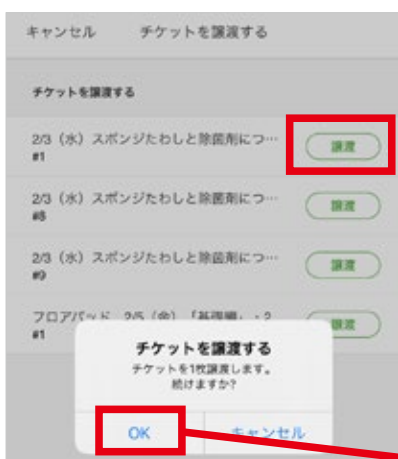 キャンセル チケットを譲渡する
チケットを譲渡する
2/3（水）スポンジたわしと除菌剤につ…
#1
譲渡
2/3（水）スポンジたわしと除菌剤につ…
#8
譲渡
2/3（水）スポンジたわしと除菌剤につ…
#9
譲渡
フロアパッド 2/5（金）「基礎編」・2
#1
譲渡
チケットを譲渡する
チケットを1枚譲渡します。
続けますか?
OK キャンセル